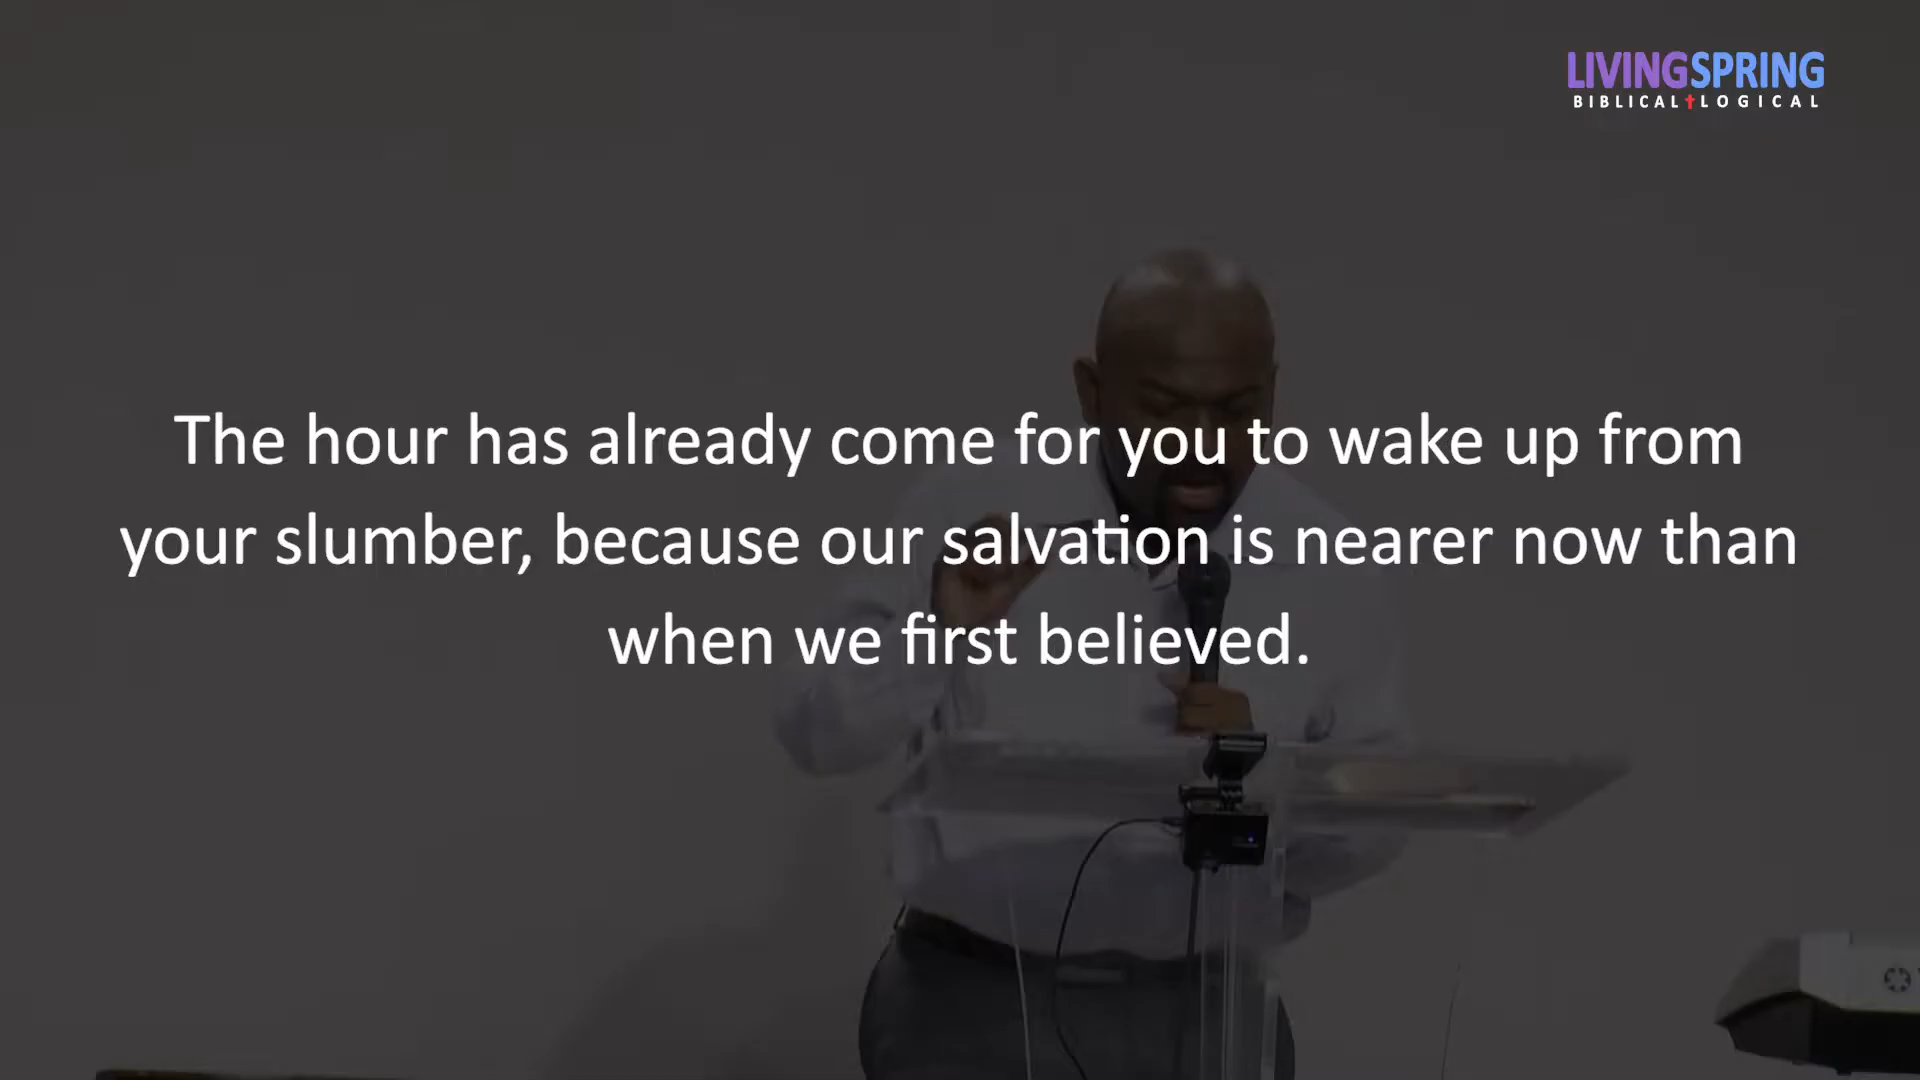 LIVINGSPRING
BIBLICAL✝LOGICAL
The hour has already come for you to wake up from
your slumber, because our salvation is nearer now than
when we first believed.